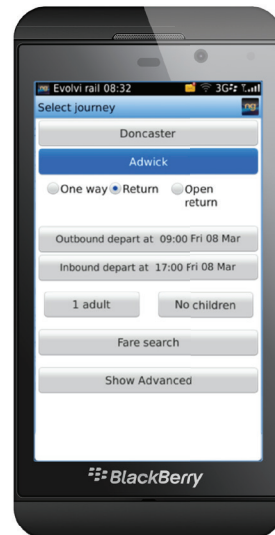 ng Evolvi rail 08:32 3G
Select journey ng
Doncaster
Adwick
One way Return Open
return
Outbound depart at 09:00 Fri 08 Mar
Inbound depart at 17:00 Fri 08 Mar
1 adult No children
Fare search
Show Advanced
BlackBerry